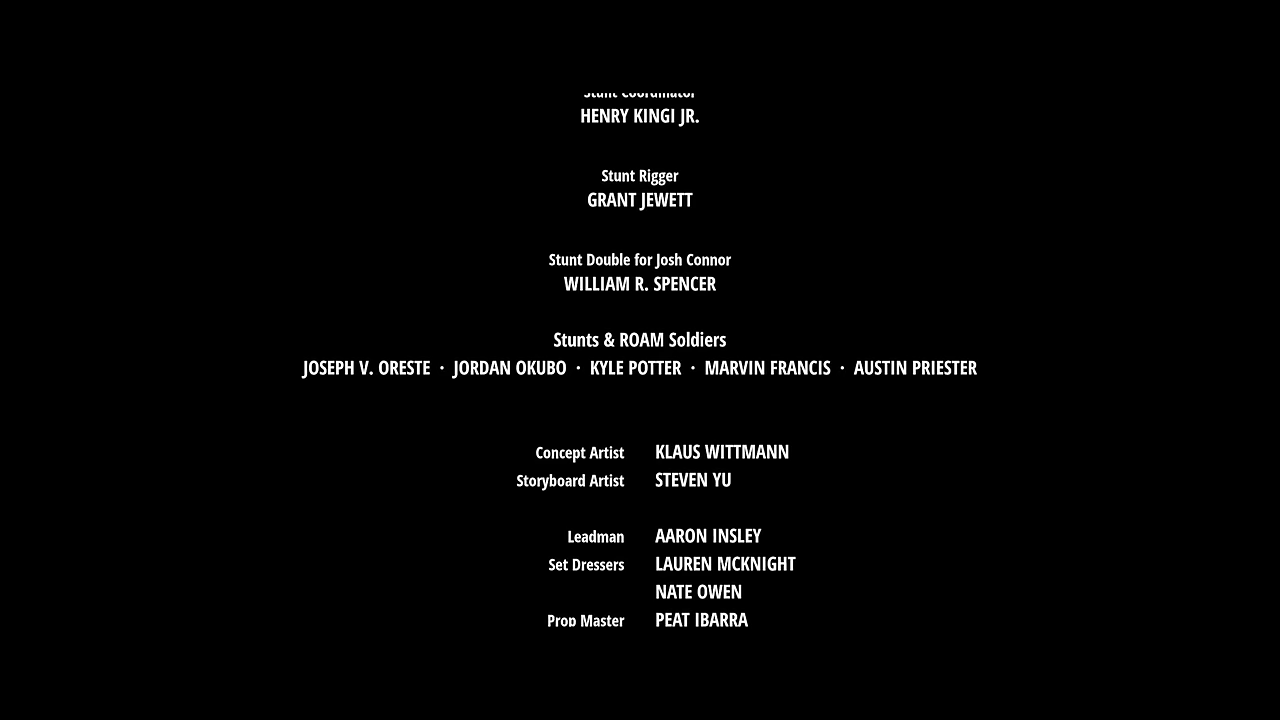 Stunt Coordinator
HENRY KINGI JR.
Stunt Rigger
GRANT JEWETT
Stunt Double for Josh Connor
WILLIAM R. SPENCER
Stunts & ROAM Soldiers
JOSEPH V. ORESTE · JORDAN OKUBO · KYLE POTTER · MARVIN FRANCIS · AUSTIN PRIESTER
Concept Artist KLAUS WITTMANN
Storyboard Artist STEVEN YU
Leadman AARON INSLEY
Set Dressers LAUREN MCKNIGHT
NATE OWEN
Prop Master PEAT IBARRA